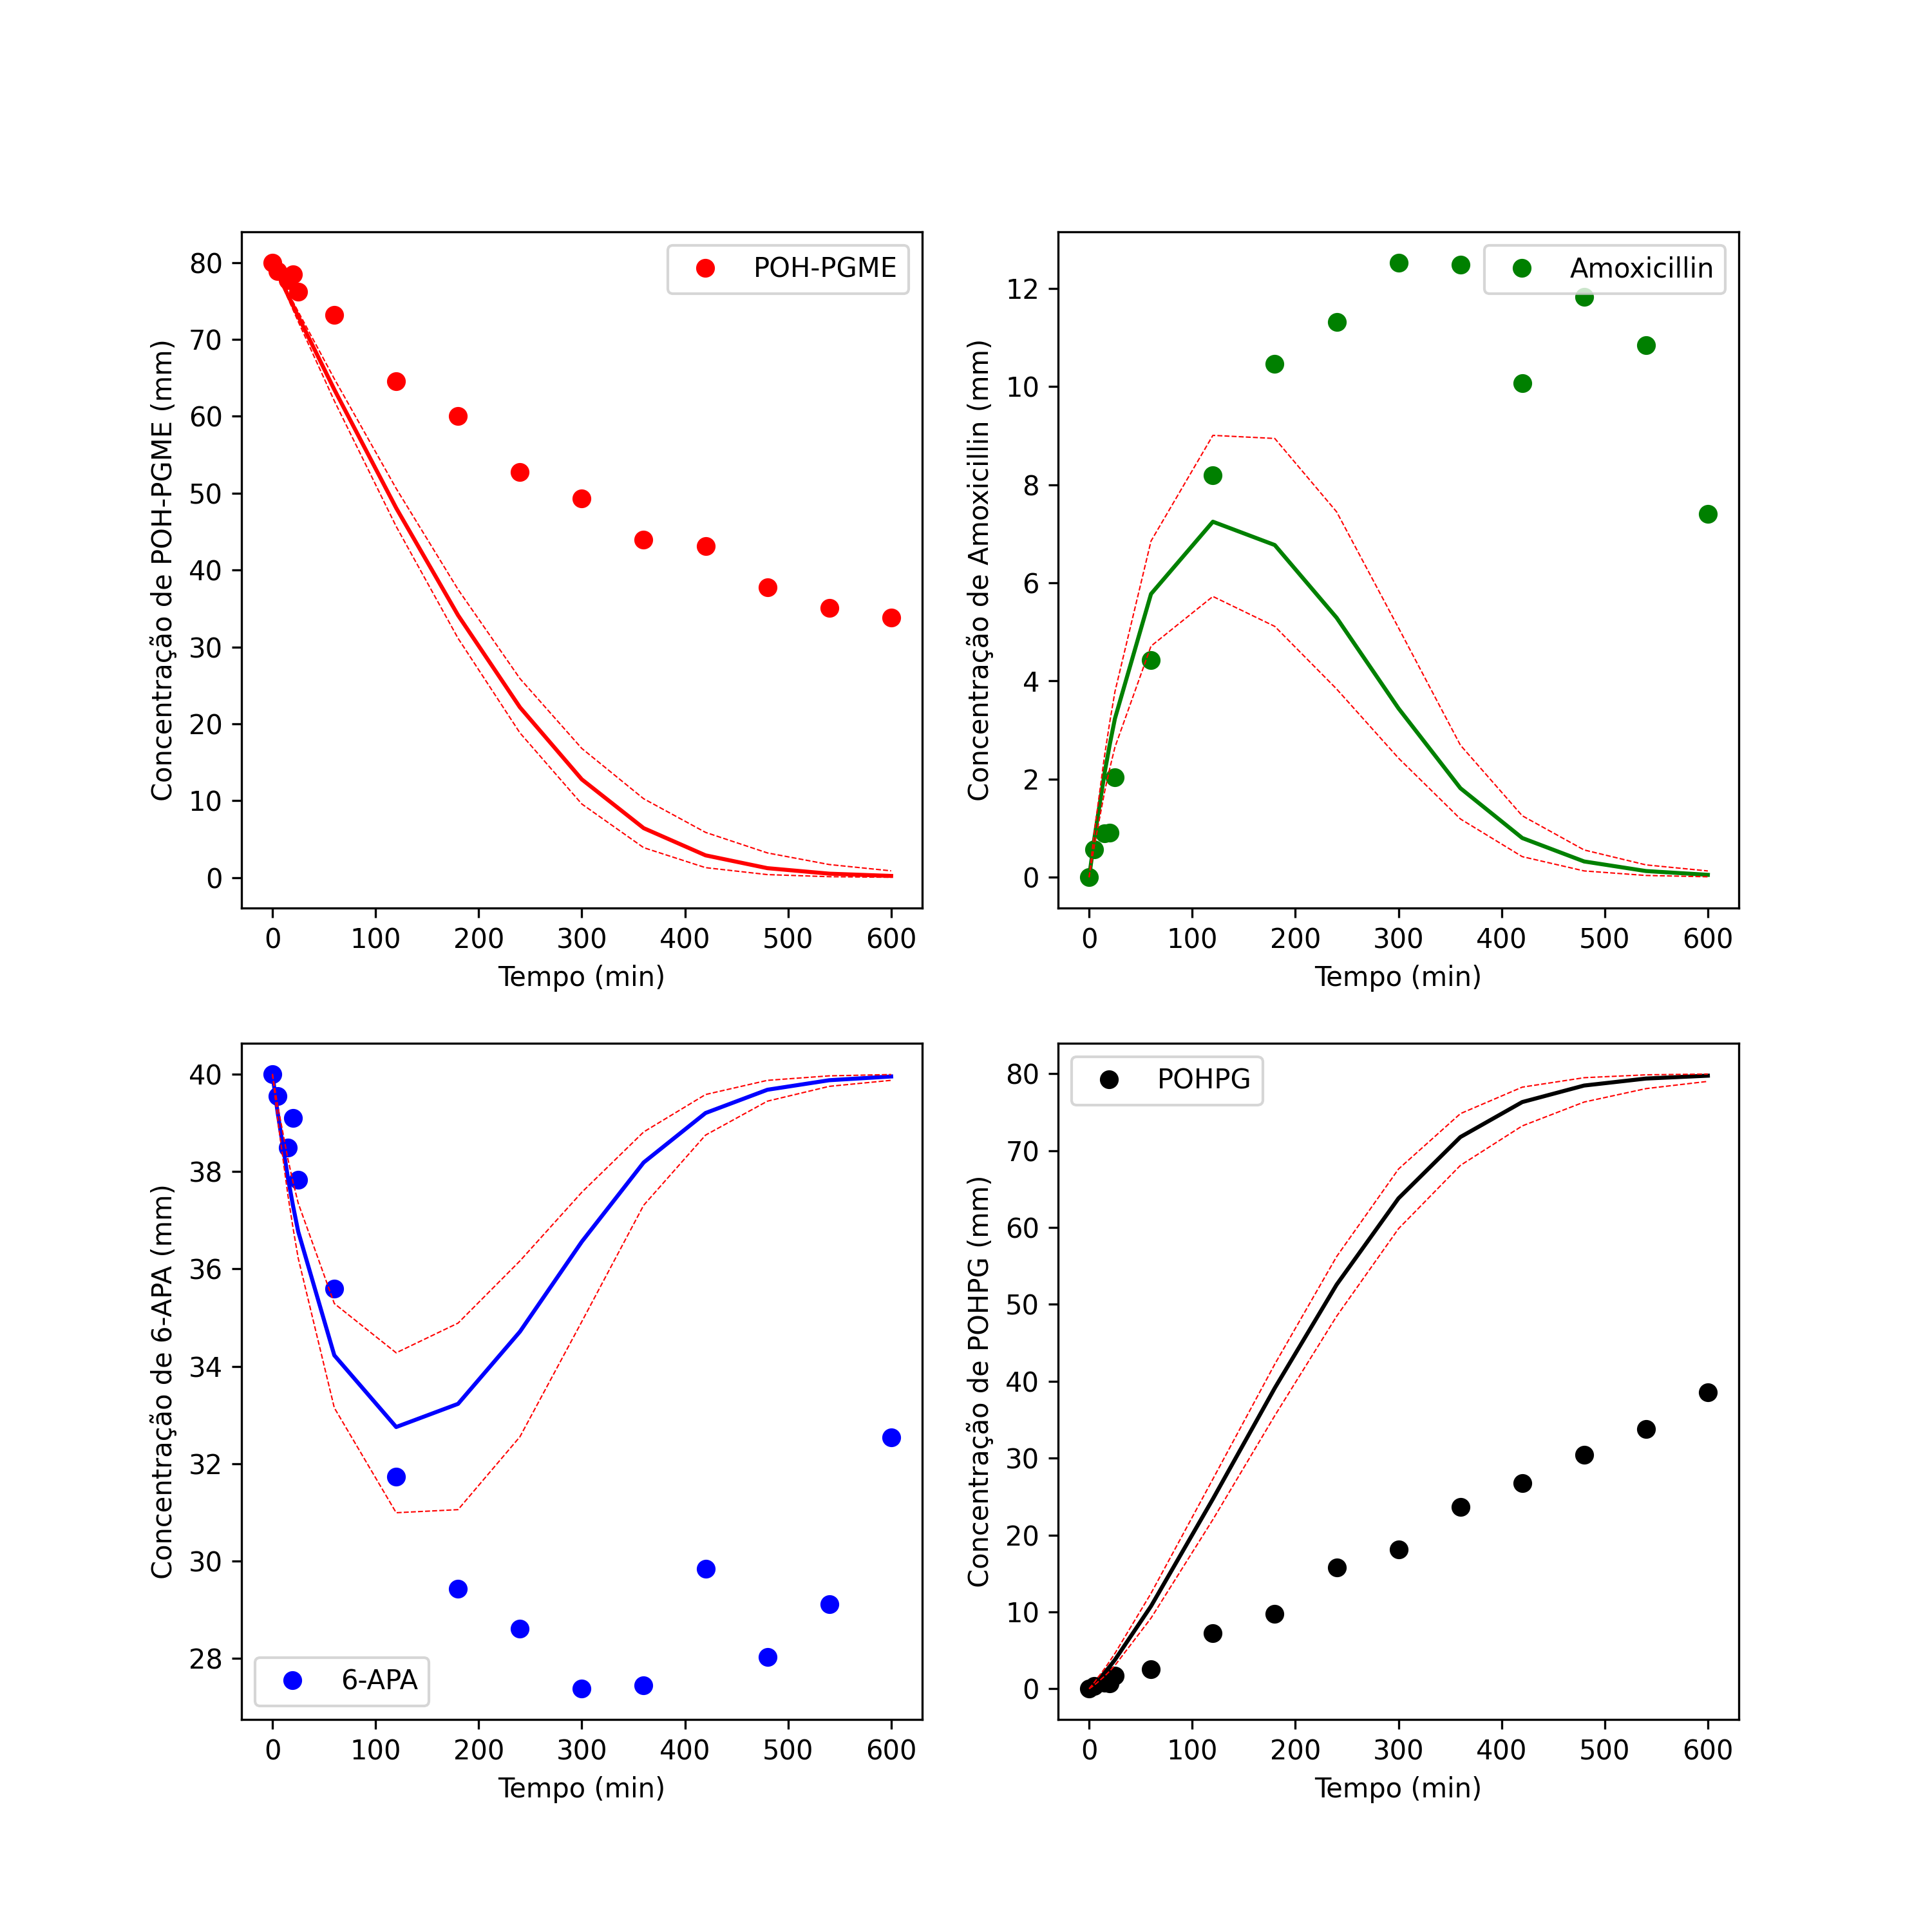 POH-PGME
Concentração de POH-PGME (mm)
80
70
60
50
40
30
20
10
0
0 100 200 300 400 500 600
Tempo (min)
Amoxicillin
Concentração de Amoxicillin (mm)
12
10
8
6
4
2
0
0 100 200 300 400 500 600
Tempo (min)
Concentração de 6-APA (mm)
40
38
36
34
32
30
28
6-APA
0 100 200 300 400 500 600
Tempo (min)
POHPG
Concentração de POHPG (mm)
80
70
60
50
40
30
20
10
0
0 100 200 300 400 500 600
Tempo (min)